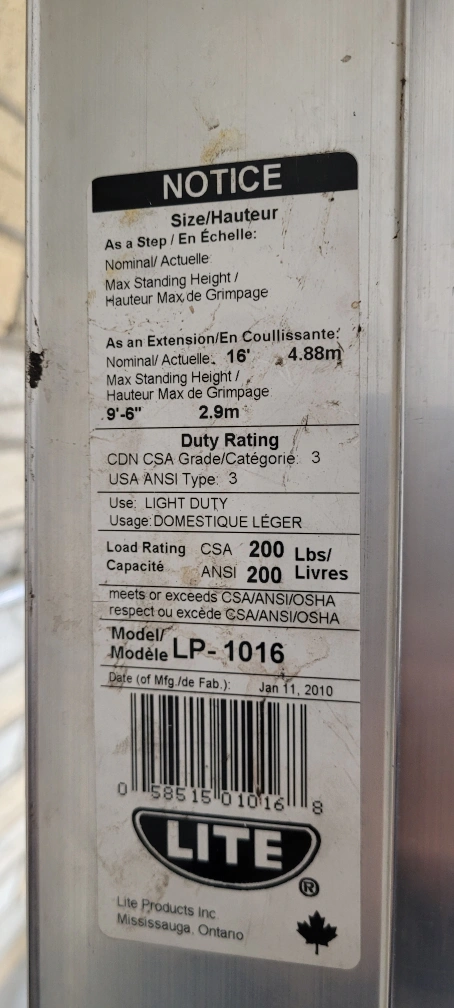 NOTICE
Size/Hauteur
As a Step / En Échelle:
Nominal/ Actuelle
Max Standing Height /
Hauteur Max de Grimpage
As an Extension/En Coullissante:
Nominal/ Actuelle. 16' 4.88m
Max Standing Height /
Hauteur Max de Grimpage
9'-6" 2.9m
Duty Rating
CDN CSA Grade/Catégorie: 3
USA ANSI Type: 3
Use: LIGHT DUTY
Usage: DOMESTIQUE LÉGER
Load Rating CSA 200 Lbs/
Capacité ANSI 200 Livres
meets or exceeds CSA/ANSI/OSHA
respect ou excède CSA/ANSI/OSHA
Model/
Modèle LP-1016
Date (of Mfg./de Fab.): Jan 11, 2010
0 58515 01016 8
LITE ®
Lite Products Inc
Mississauga, Ontario